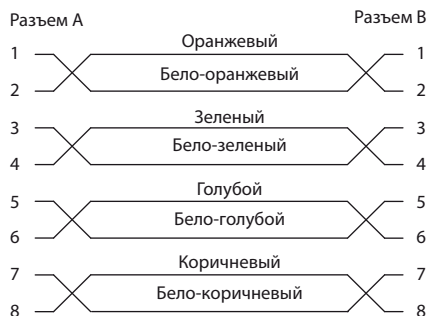 Разъем A Разъем B
1 Оранжевый 1
2 Бело-оранжевый 2
3 Зеленый 3
4 Бело-зеленый 4
5 Голубой 5
6 Бело-голубой 6
7 Коричневый 7
8 Бело-коричневый 8